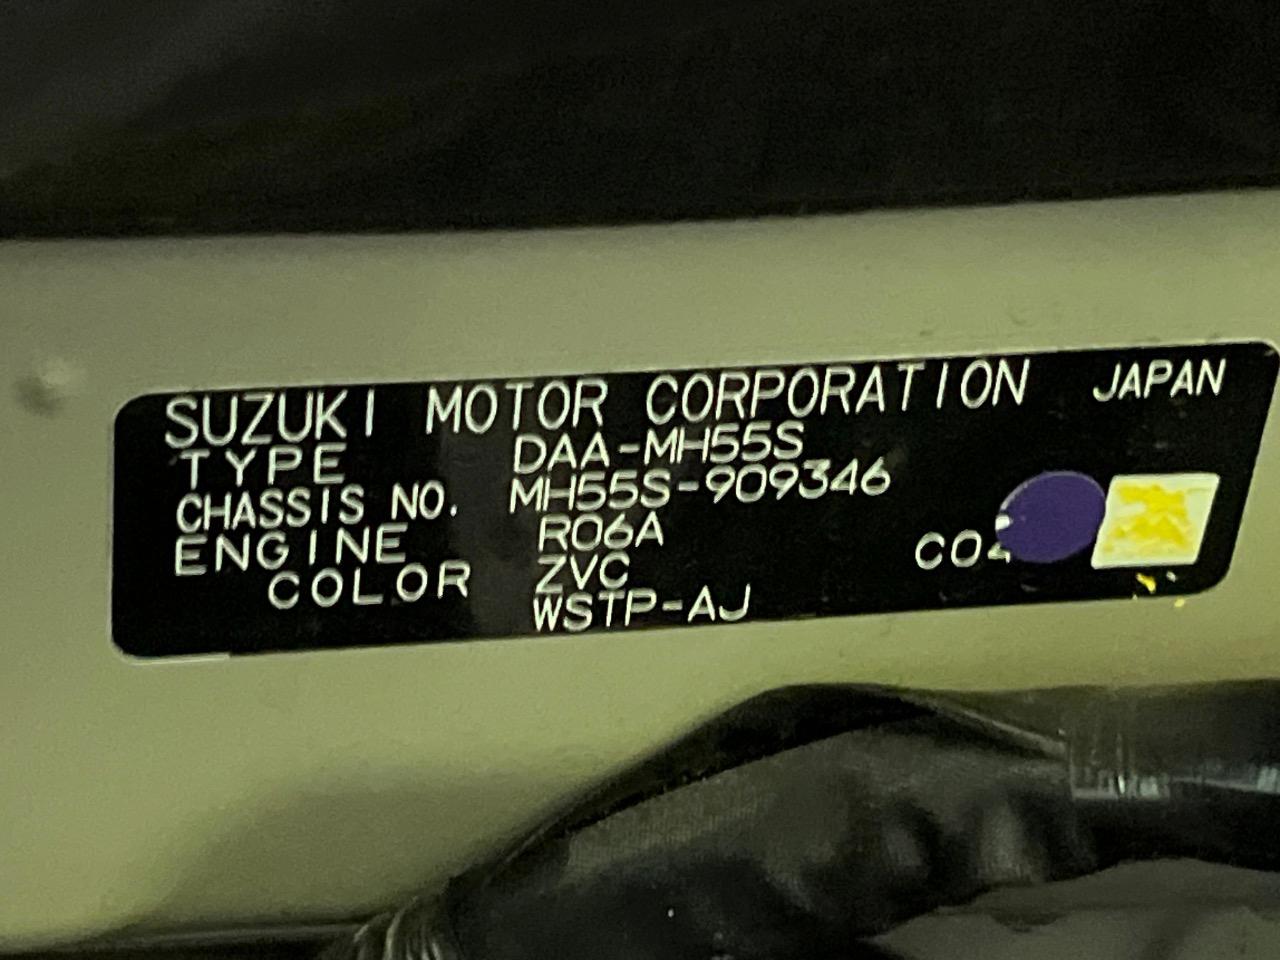 SUZUKI MOTOR CORPORATION JAPAN
TYPE DAA-MH55S
CHASSIS NO. MH55S-909346
ENGINE R06A
COLOR ZVC
WSTP-AJ